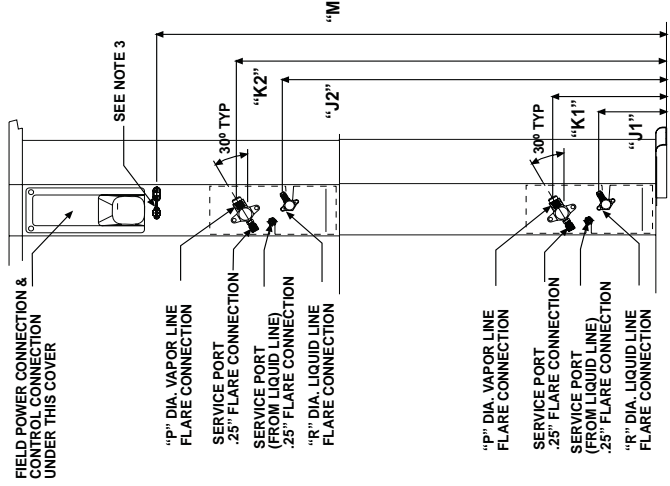 FIELD POWER CONNECTION &
CONTROL CONNECTION
UNDER THIS COVER
SEE NOTE 3
"M
"P" DIA. VAPOR LINE
FLARE CONNECTION
SERVICE PORT
.25" FLARE CONNECTION
SERVICE PORT
(FROM LIQUID LINE)
.25" FLARE CONNECTION
"R" DIA. LIQUID LINE
FLARE CONNECTION
30º TYP
"K2"
"J2"
"P" DIA. VAPOR LINE
FLARE CONNECTION
SERVICE PORT
.25" FLARE CONNECTION
SERVICE PORT
(FROM LIQUID LINE)
.25" FLARE CONNECTION
"R" DIA. LIQUID LINE
FLARE CONNECTION
30º TYP
"K1"
"J1"